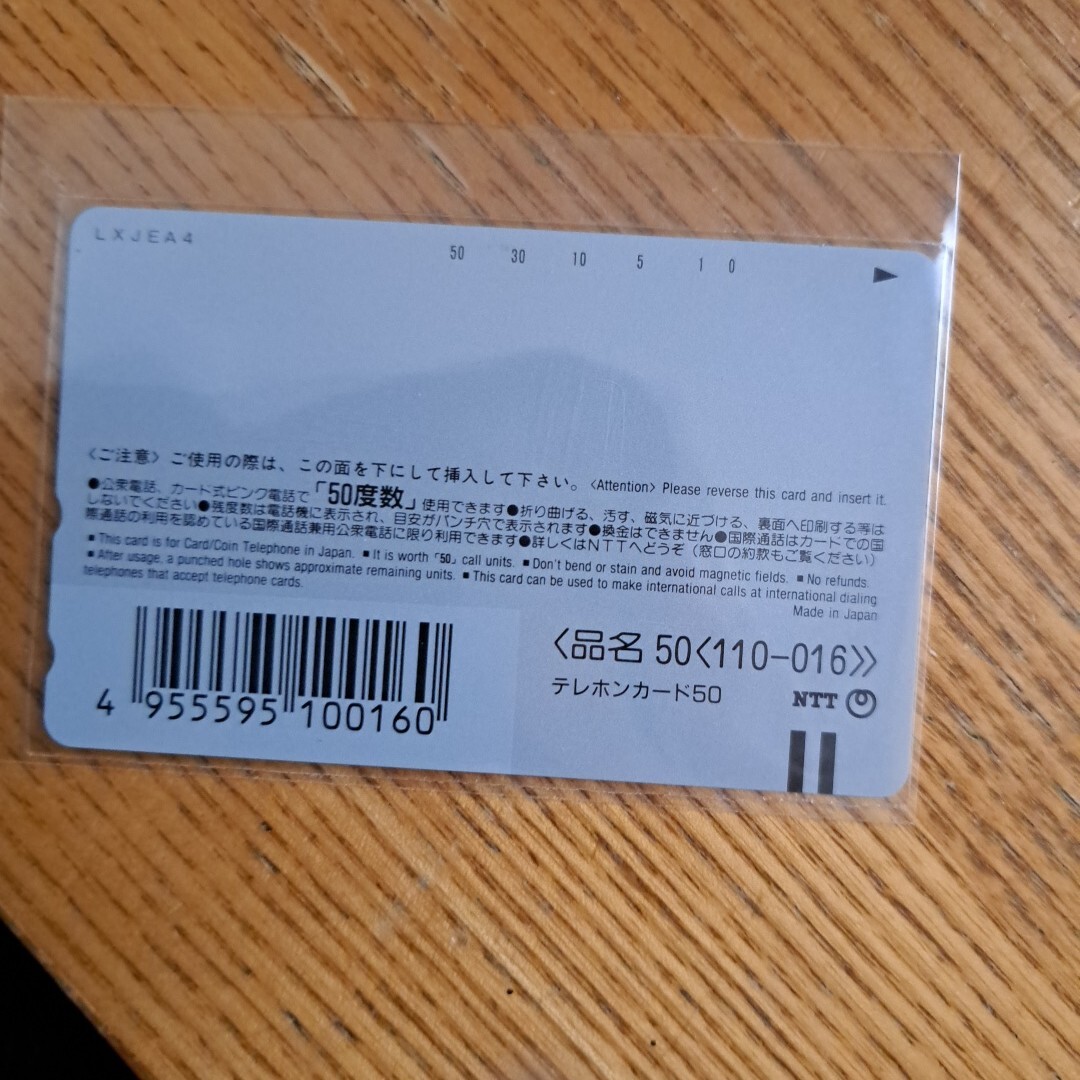 LXJEA4
50 30 10 5 1 0
〈ご注意〉ご使用の際は、この面を下にして挿入して下さい。〈Attention〉Please reverse this card and insert it.
●公衆電話、カード式ピンク電話で「50度数」使用できます●折り曲げる、汚す、磁気に近づける、裏面へ印刷する等は
しないでください●残度数は電話機に表示され、目安がパンチ穴で表示されます●換金はできません●国際通話はカードでの国
際通話の利用を認めている国際通話兼用公衆電話に限り利用できます●詳しくはNTTへどうぞ(窓口の約款もご覧ください)
■ This card is for Card/Coin Telephone in Japan. ■ It is worth「50」call units. ■ Don't bend or stain and avoid magnetic fields. ■ No refunds.
■ After usage, a punched hole shows approximate remaining units. ■ This card can be used to make international calls at international dialing
telephones that accept telephone cards.
Made in Japan
〈品名 50〈110-016〉〉
テレホンカード50
NTT
4 955595 100160